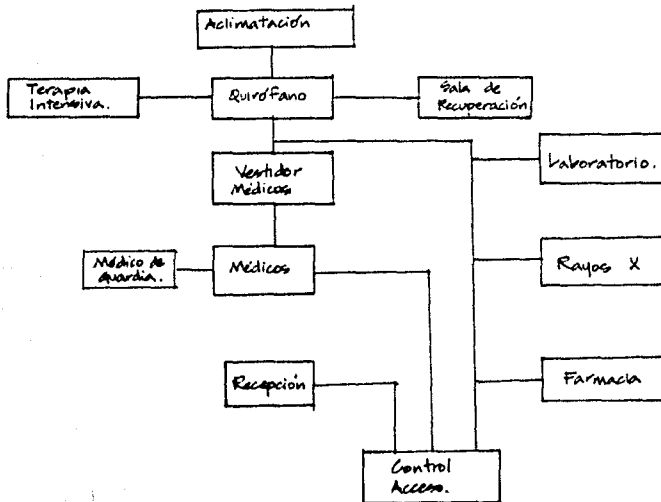 Aclimatación
Terapia
Intensiva.
Quirófano
Sala de
Recuperación
Vestidor
Médicos
Laboratorio.
Médico de
guardia.
Médicos
Rayos X
Recepción
Farmacia
Control
Acceso.